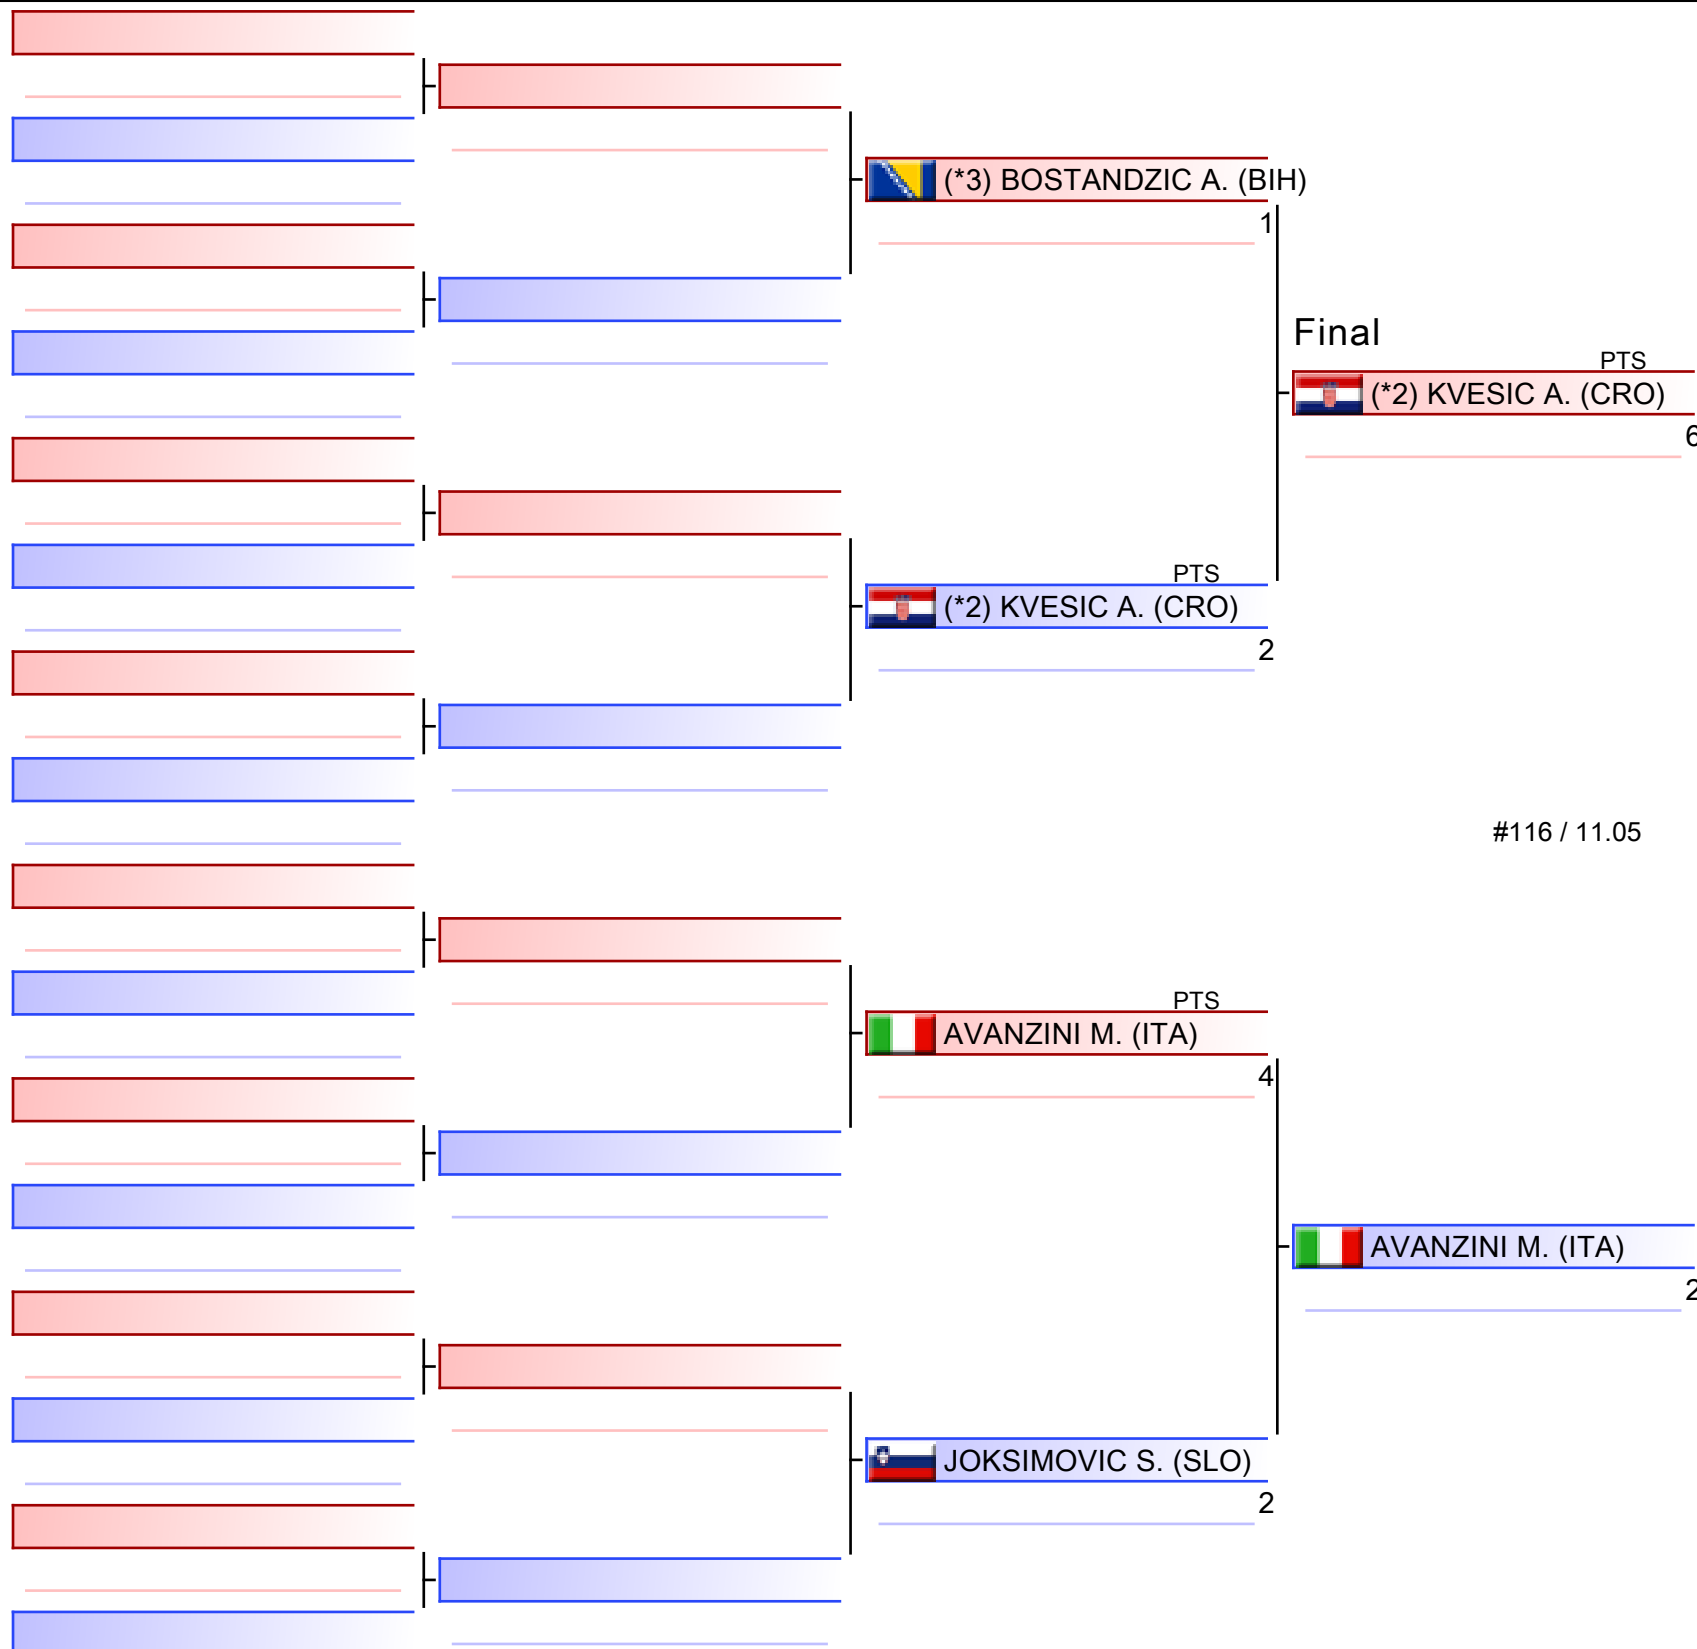 (*3) BOSTANDZIC A. (BIH)
1
Final
PTS
(*2) KVESIC A. (CRO)
6
PTS
(*2) KVESIC A. (CRO)
2
#116 / 11.05
PTS
AVANZINI M. (ITA)
4
AVANZINI M. (ITA)
2
JOKSIMOVIC S. (SLO)
2